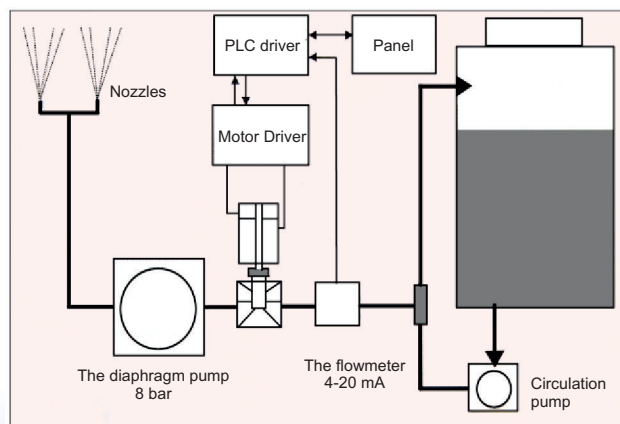 PLC driver
Panel
Nozzles
Motor Driver
The diaphragm pump
8 bar
The flowmeter
4-20 mA
Circulation
pump